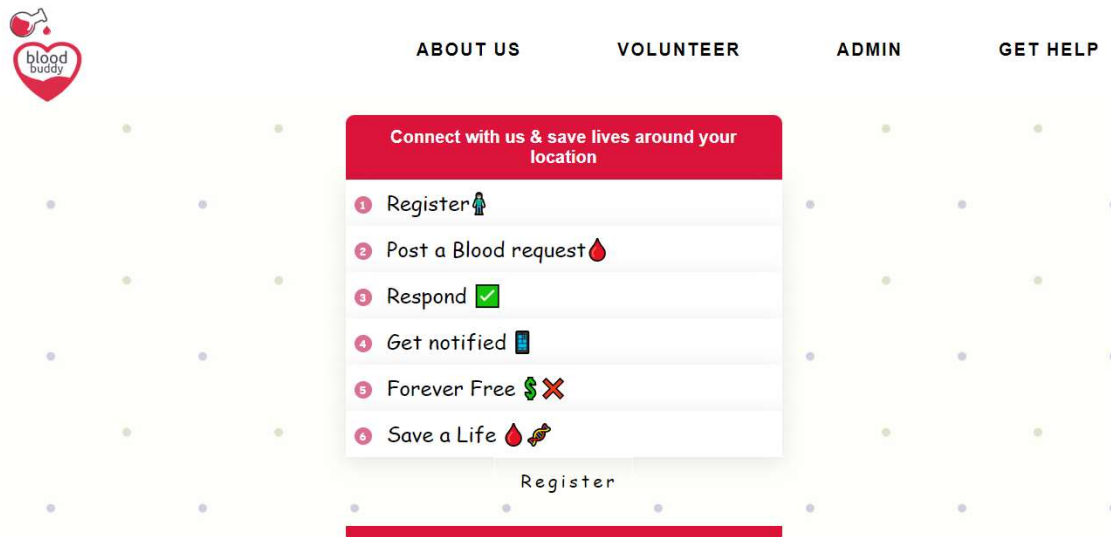 blood
buddy
ABOUT US
VOLUNTEER
ADMIN
GET HELP
Connect with us & save lives around your
location
1 Register
2 Post a Blood request
3 Respond
4 Get notified
5 Forever Free
6 Save a Life
Register